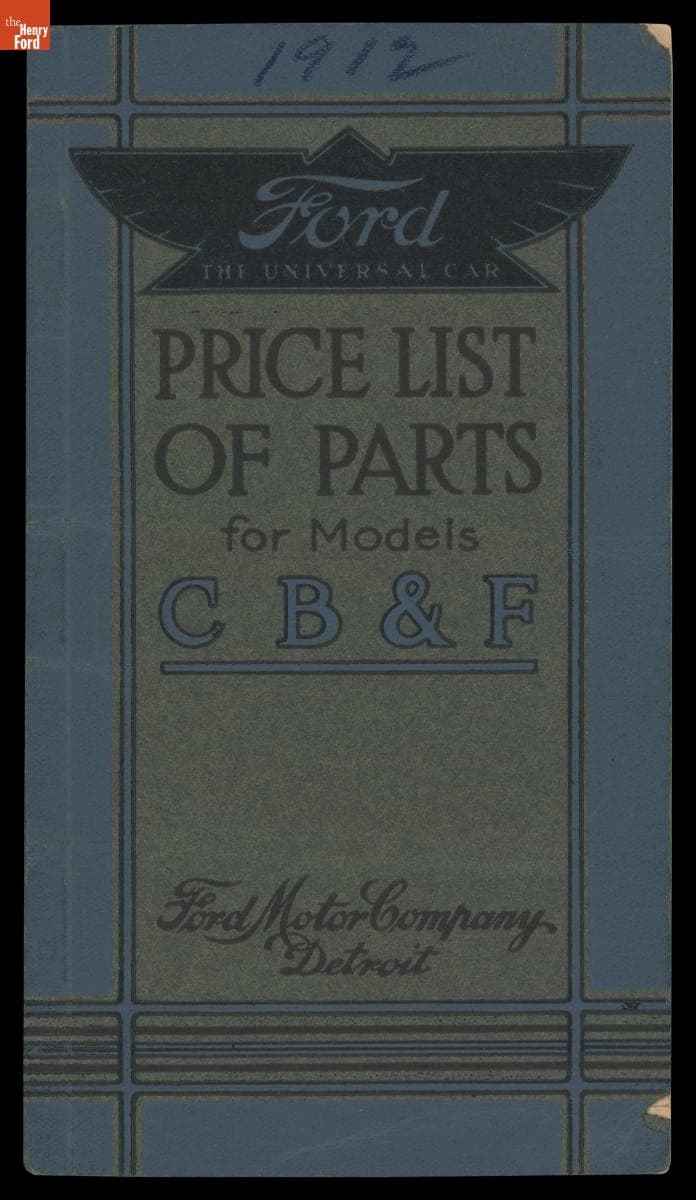 the
Henry
Ford
1912
Ford
THE UNIVERSAL CAR
PRICE LIST
OF PARTS
for Models
C B & F
Ford Motor Company
Detroit